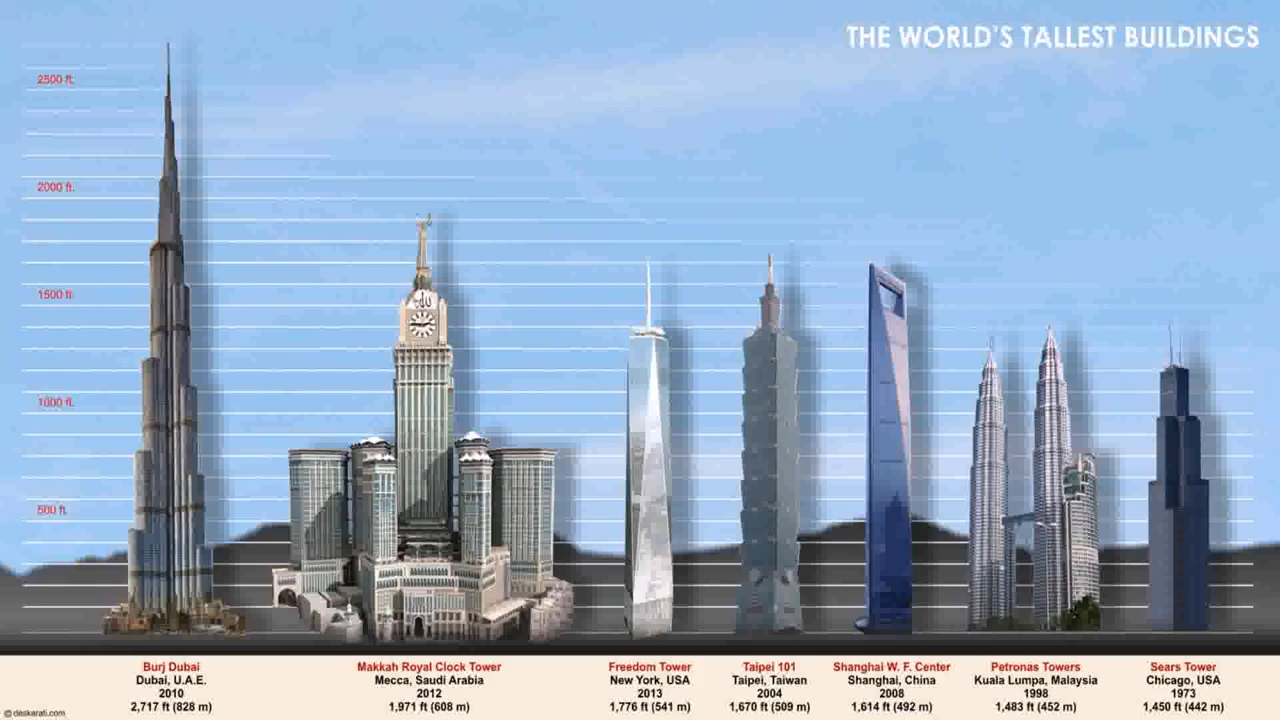 THE WORLD'S TALLEST BUILDINGS
2500 ft.
2000 ft.
1500 ft.
1000 ft.
500 ft.
Burj Dubai
Dubai, U.A.E.
2010
2,717 ft (828 m)
Makkah Royal Clock Tower
Mecca, Saudi Arabia
2012
1,971 ft (608 m)
Freedom Tower
New York, USA
2013
1,776 ft (541 m)
Taipei 101
Taipei, Taiwan
2004
1,670 ft (509 m)
Shanghai W. F. Center
Shanghai, China
2008
1,614 ft (492 m)
Petronas Towers
Kuala Lumpa, Malaysia
1998
1,483 ft (452 m)
Sears Tower
Chicago, USA
1973
1,450 ft (442 m)
© deskarati.com